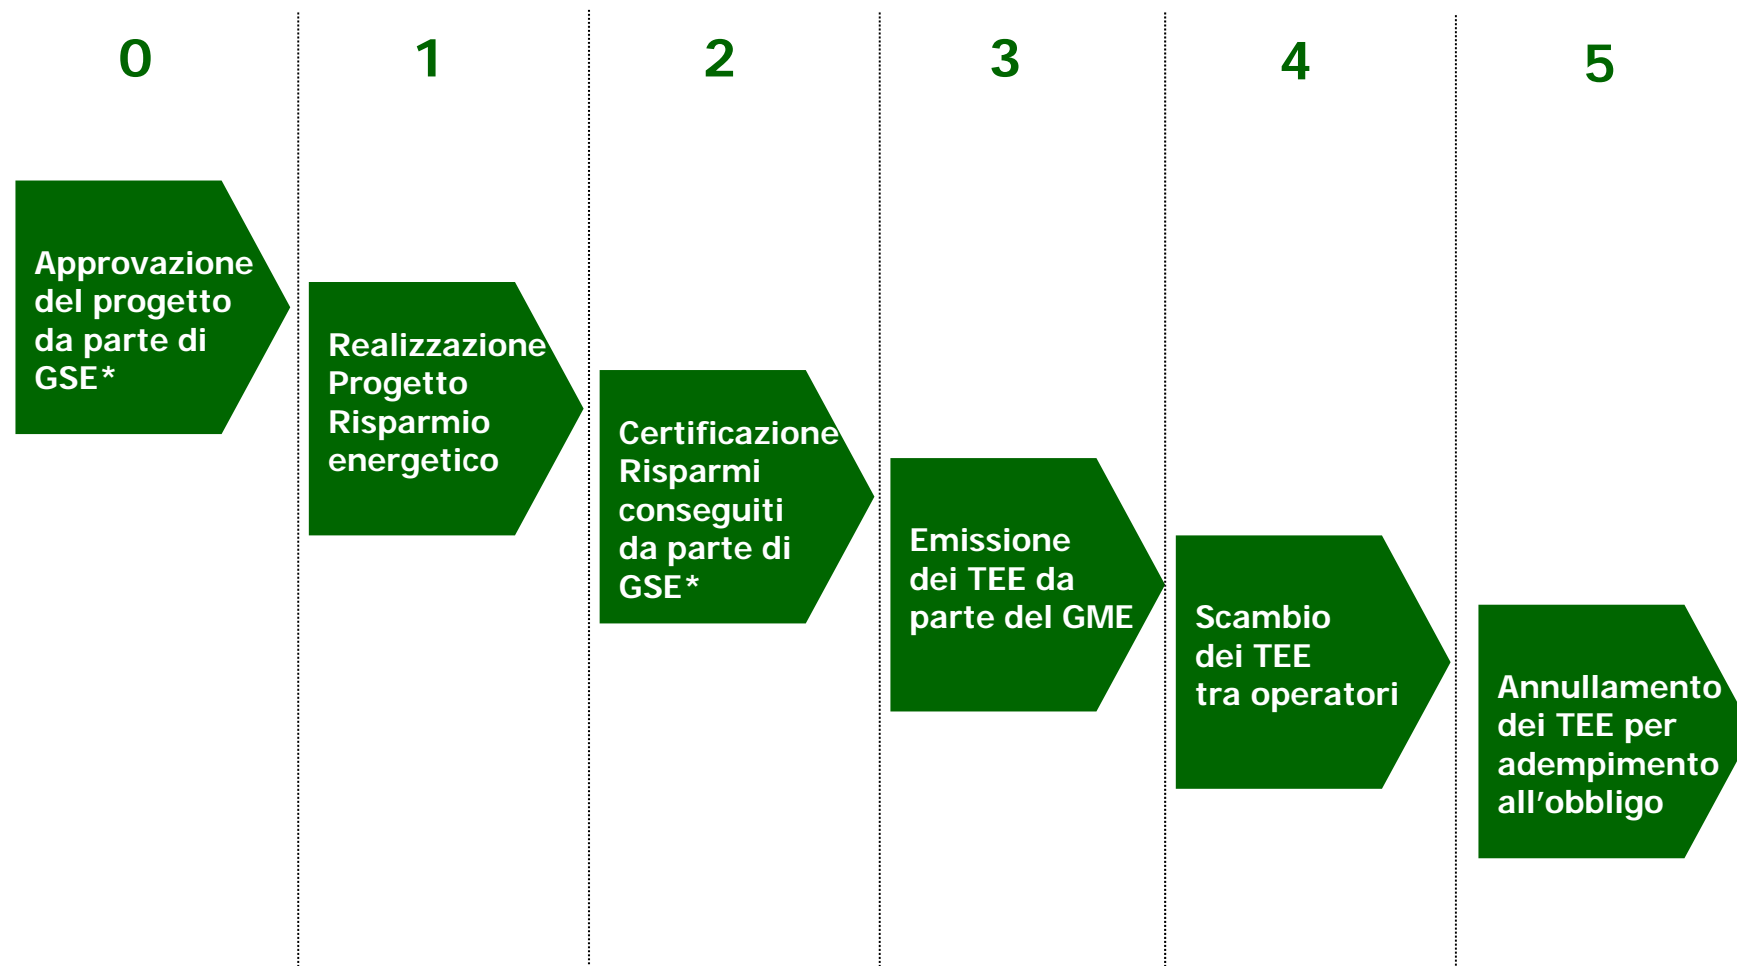 0
1
2
3
4
5
Approvazione
del progetto
da parte di
GSE*
Realizzazione
Progetto
Risparmio
energetico
Certificazione
Risparmi
conseguiti
da parte di
GSE*
Emissione
dei TEE da
parte del GME
Scambio
dei TEE
tra operatori
Annullamento
dei TEE per
adempimento
all’obbligo